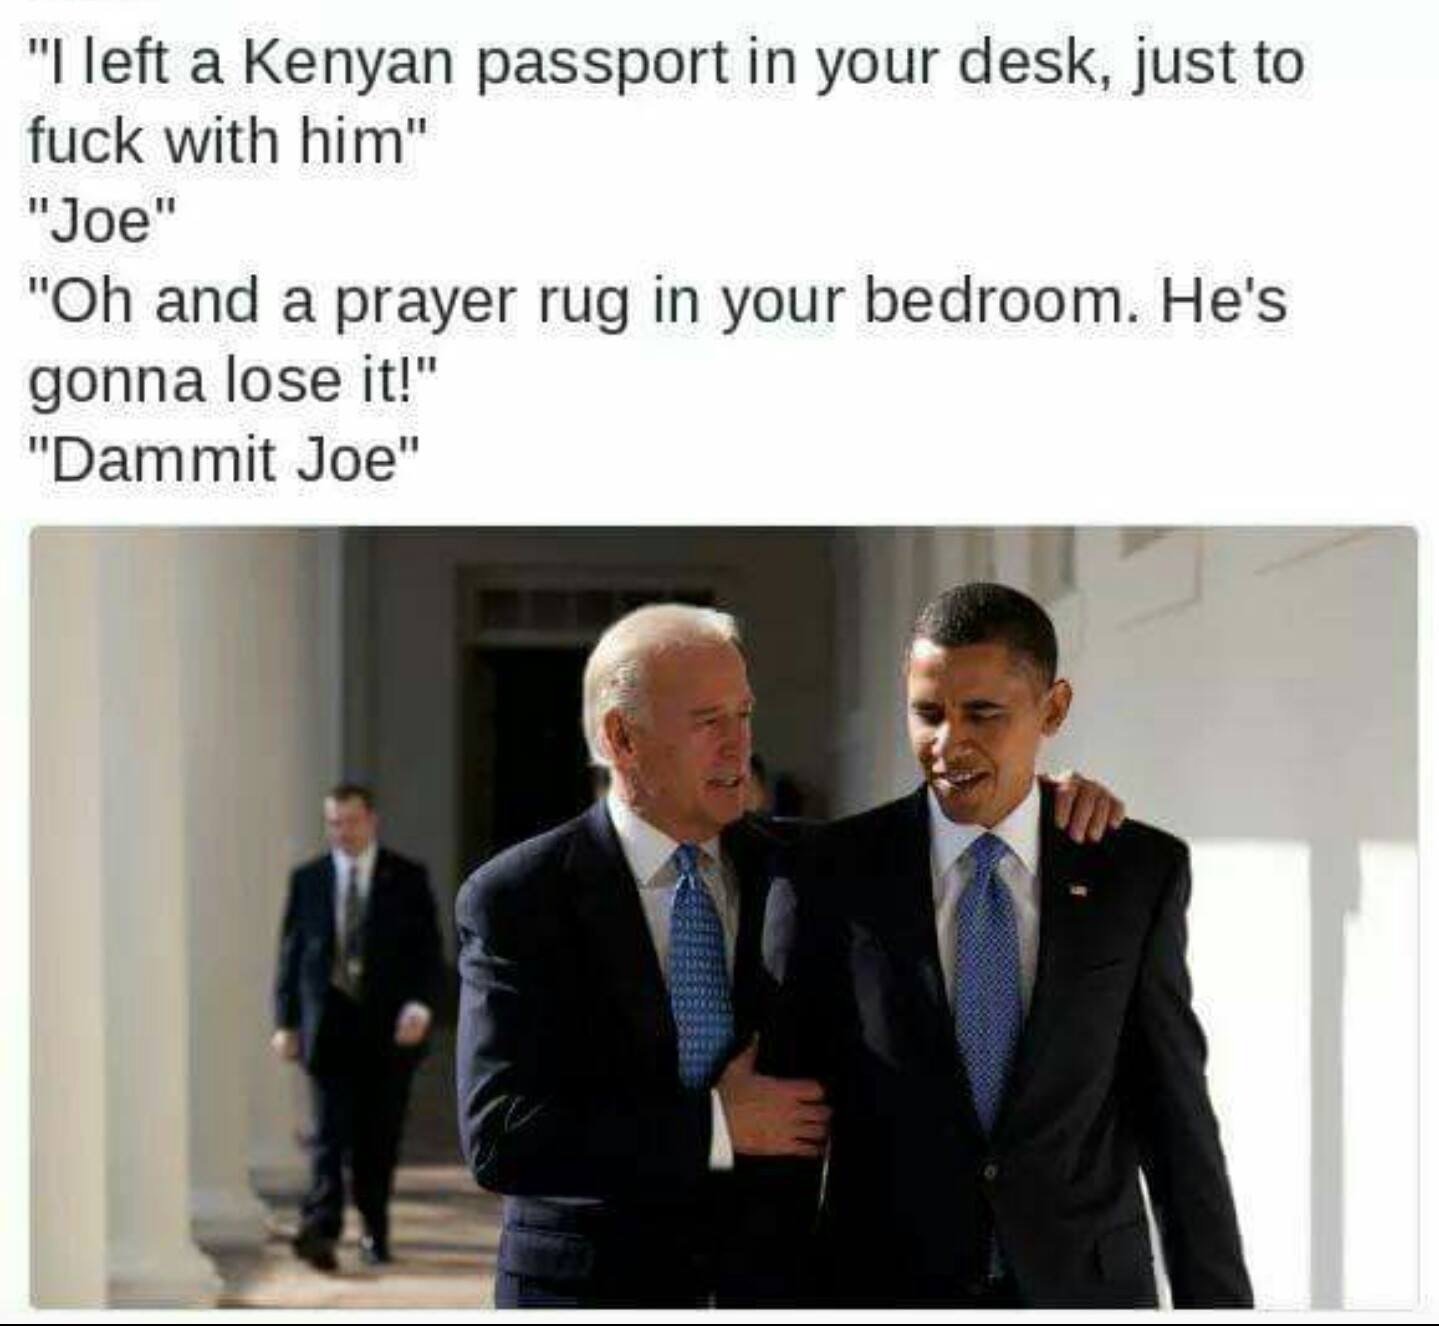 "I left a Kenyan passport in your desk, just to
fuck with him"
"Joe"
"Oh and a prayer rug in your bedroom. He's
gonna lose it!"
"Dammit Joe"